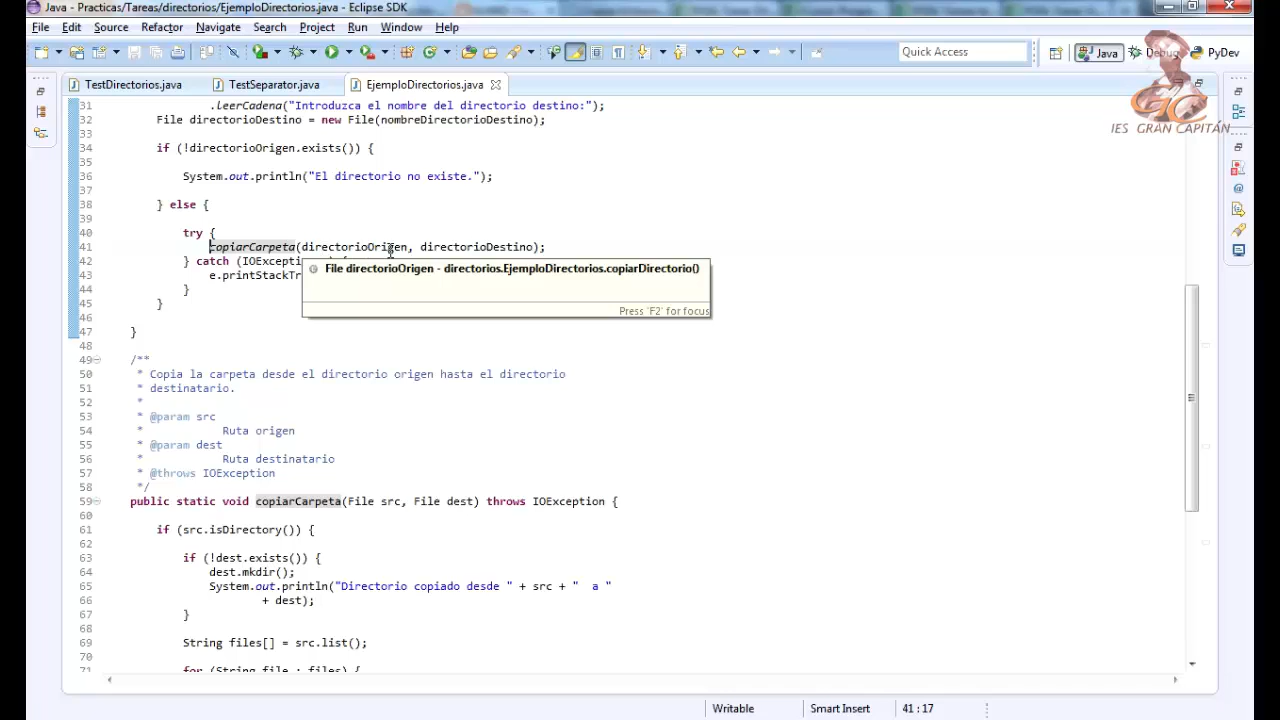 Java - Practicas/Tareas/directorios/EjemploDirectorios.java - Eclipse SDK
File Edit Source Refactor Navigate Search Project Run Window Help
Quick Access
Java
Debug
PyDev
TestDirectorios.java
TestSeparator.java
EjemploDirectorios.java
GC
IES GRAN CAPITÁN
31 .leerCadena("Introduzca el nombre del directorio destino:");
32 File directorioDestino = new File(nombreDirectorioDestino);
33
34 if (!directorioOrigen.exists()) {
35
36 System.out.println("El directorio no existe.");
37
38 } else {
39
40 try {
41 copiarCarpeta(directorioOrigen, directorioDestino);
42 } catch (IOExceptio
43 e.printStackTr
44 }
45 }
46
47 }
48
49 /**
50 * Copia la carpeta desde el directorio origen hasta el directorio
51 * destinatario.
52 *
53 * @param src
54 * Ruta origen
55 * @param dest
56 * Ruta destinatario
57 * @throws IOException
58 */
59 public static void copiarCarpeta(File src, File dest) throws IOException {
60
61 if (src.isDirectory()) {
62
63 if (!dest.exists()) {
64 dest.mkdir();
65 System.out.println("Directorio copiado desde " + src + "  a "
66 + dest);
67 }
68
69 String files[] = src.list();
70
71 for (String file : files) {
File directorioOrigen - directorios.EjemploDirectorios.copiarDirectorio()
Press 'F2' for focus
Writable
Smart Insert
41 : 17